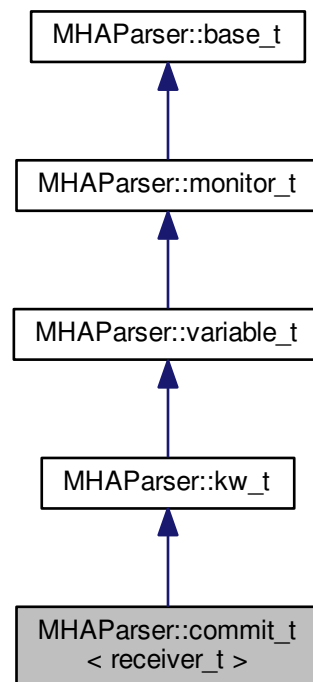 MHAParser::base_t
MHAParser::monitor_t
MHAParser::variable_t
MHAParser::kw_t
MHAParser::commit_t
< receiver_t >